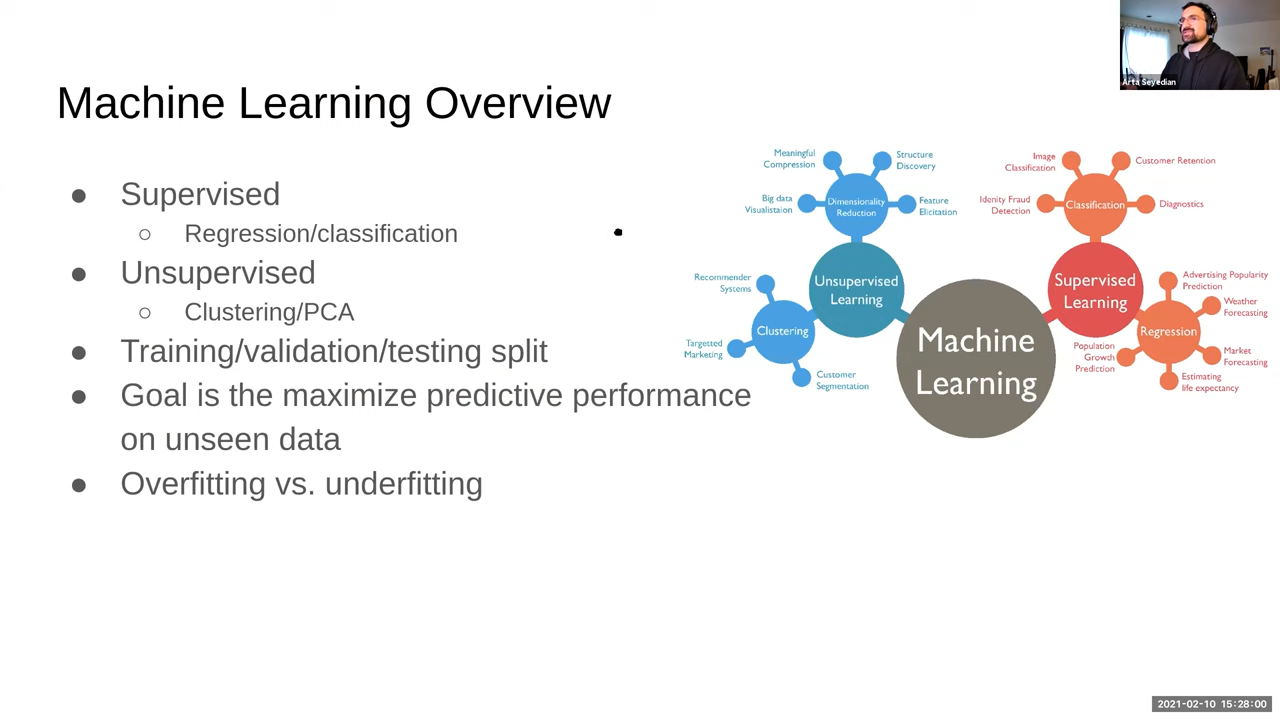 Arta Seyedian
Machine Learning Overview
● Supervised
○ Regression/classification
● Unsupervised
○ Clustering/PCA
● Training/validation/testing split
● Goal is the maximize predictive performance
on unseen data
● Overfitting vs. underfitting
Meaningful
Compression
Structure
Discovery
Big data
Visualistaion
Dimensionality
Reduction
Feature
Elicitation
Unsupervised
Learning
Recommender
Systems
Clustering
Targetted
Marketing
Customer
Segmentation
Machine
Learning
Image
Classification
Customer Retention
Idenity Fraud
Detection
Classification
Diagnostics
Supervised
Learning
Advertising Popularity
Prediction
Weather
Forecasting
Regression
Population
Growth
Prediction
Market
Forecasting
Estimating
life expectancy
2021-02-10 15:28:00